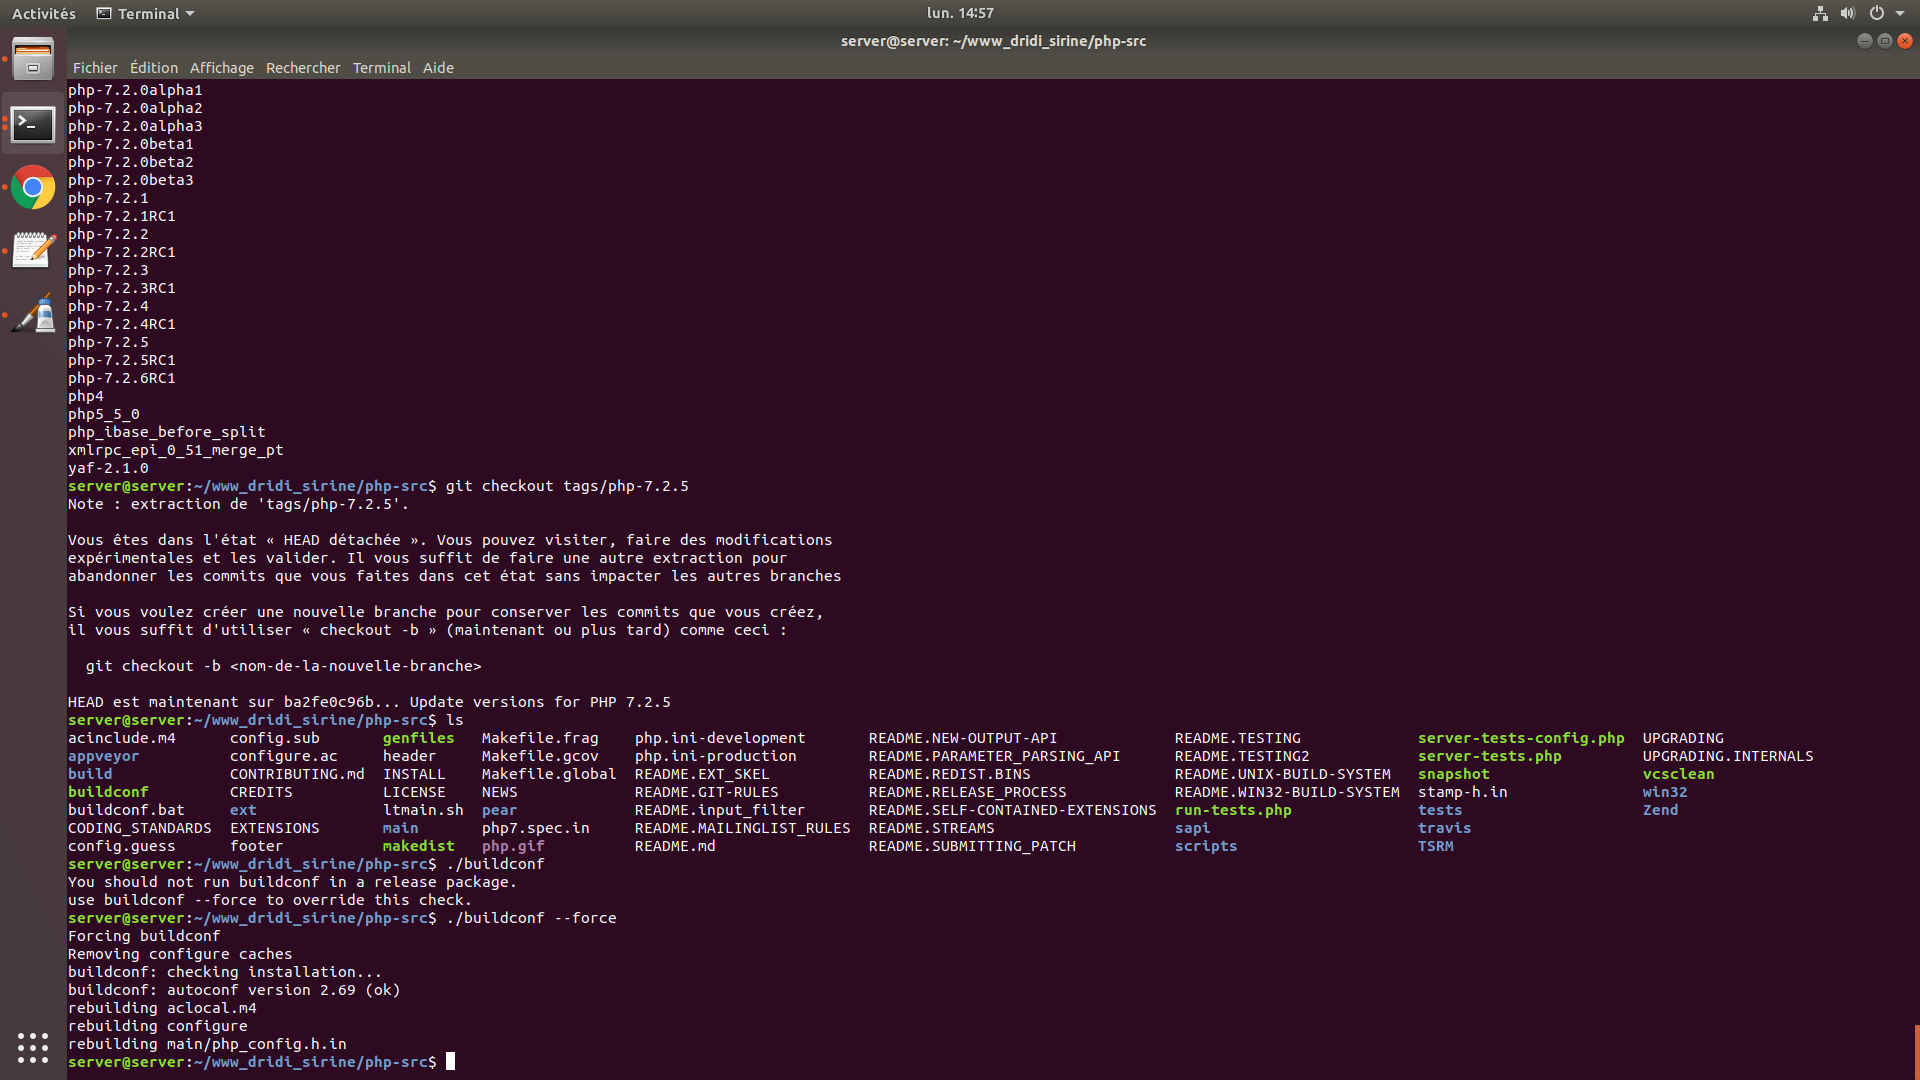 Activités Terminal lun. 14:57
server@server: ~/www_dridi_sirine/php-src
Fichier Édition Affichage Rechercher Terminal Aide
php-7.2.0alpha1
php-7.2.0alpha2
php-7.2.0alpha3
php-7.2.0beta1
php-7.2.0beta2
php-7.2.0beta3
php-7.2.1
php-7.2.1RC1
php-7.2.2
php-7.2.2RC1
php-7.2.3
php-7.2.3RC1
php-7.2.4
php-7.2.4RC1
php-7.2.5
php-7.2.5RC1
php-7.2.6RC1
php4
php5_5_0
php_ibase_before_split
xmlrpc_epi_0_51_merge_pt
yaf-2.1.0
server@server:~/www_dridi_sirine/php-src$ git checkout tags/php-7.2.5
Note : extraction de 'tags/php-7.2.5'.
Vous êtes dans l'état « HEAD détachée ». Vous pouvez visiter, faire des modifications
expérimentales et les valider. Il vous suffit de faire une autre extraction pour
abandonner les commits que vous faites dans cet état sans impacter les autres branches
Si vous voulez créer une nouvelle branche pour conserver les commits que vous créez,
il vous suffit d'utiliser « checkout -b » (maintenant ou plus tard) comme ceci :
git checkout -b <nom-de-la-nouvelle-branche>
HEAD est maintenant sur ba2fe0c96b... Update versions for PHP 7.2.5
server@server:~/www_dridi_sirine/php-src$ ls
acinclude.m4 config.sub genfiles Makefile.frag php.ini-development README.NEW-OUTPUT-API README.TESTING server-tests-config.php UPGRADING
appveyor configure.ac header Makefile.gcov php.ini-production README.PARAMETER_PARSING_API README.TESTING2 server-tests.php UPGRADING.INTERNALS
build CONTRIBUTING.md INSTALL Makefile.global README.EXT_SKEL README.REDIST.BINS README.UNIX-BUILD-SYSTEM snapshot vcsclean
buildconf CREDITS LICENSE NEWS README.GIT-RULES README.RELEASE_PROCESS README.WIN32-BUILD-SYSTEM stamp-h.in win32
buildconf.bat ext ltmain.sh pear README.input_filter README.SELF-CONTAINED-EXTENSIONS run-tests.php tests Zend
CODING_STANDARDS EXTENSIONS main php7.spec.in README.MAILINGLIST_RULES README.STREAMS sapi travis
config.guess footer makedist php.gif README.md README.SUBMITTING_PATCH scripts TSRM
server@server:~/www_dridi_sirine/php-src$ ./buildconf
You should not run buildconf in a release package.
use buildconf --force to override this check.
server@server:~/www_dridi_sirine/php-src$ ./buildconf --force
Forcing buildconf
Removing configure caches
buildconf: checking installation...
buildconf: autoconf version 2.69 (ok)
rebuilding aclocal.m4
rebuilding configure
rebuilding main/php_config.h.in
server@server:~/www_dridi_sirine/php-src$